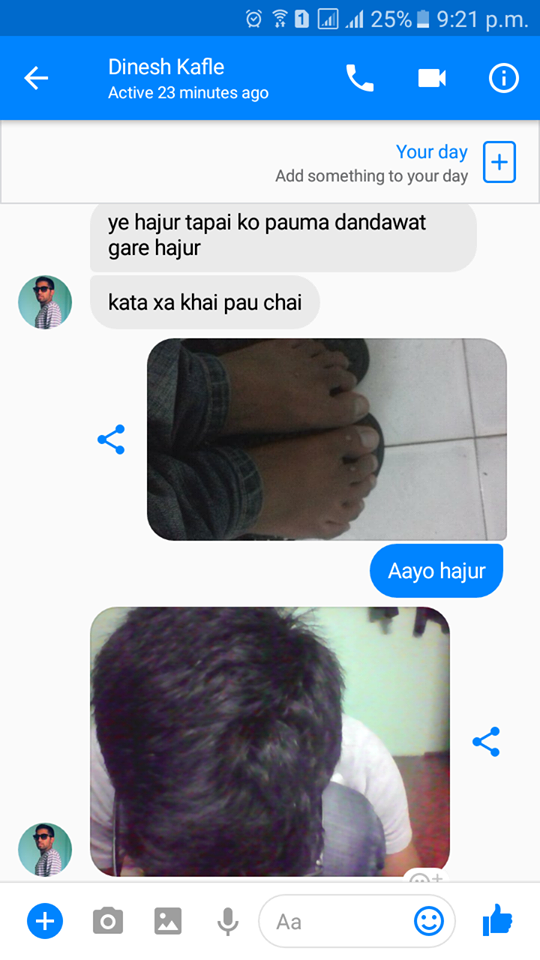 1 25% 9:21 p.m.
Dinesh Kafle
Active 23 minutes ago
Your day
Add something to your day
ye hajur tapai ko pauma dandawat
gare hajur
kata xa khai pau chai
Aayo hajur
Aa